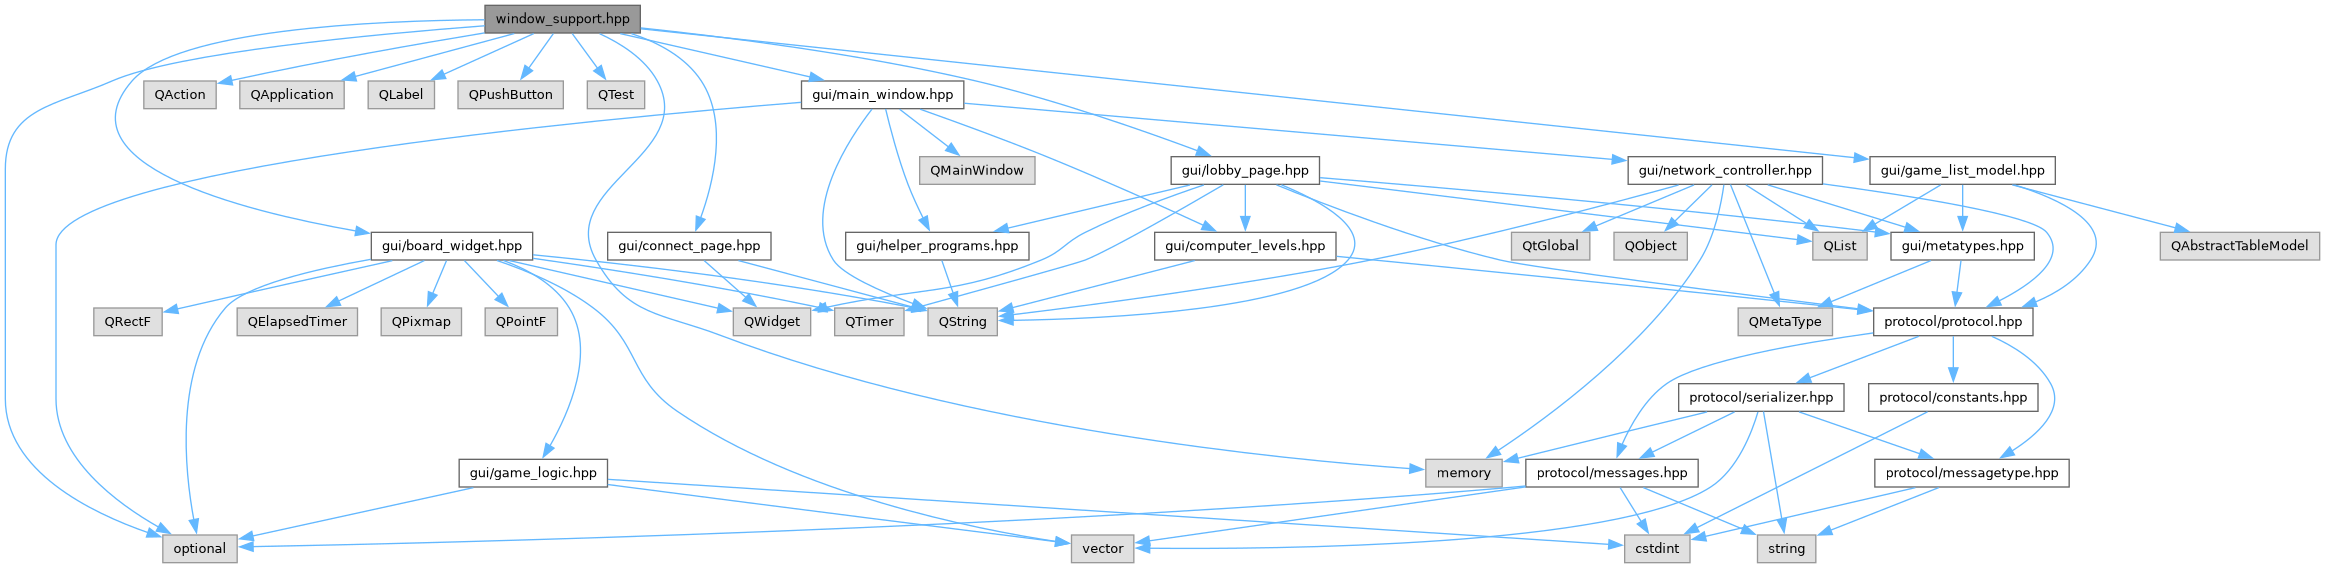 window_support.hpp
QAction
QApplication
QLabel
QPushButton
QTest
gui/main_window.hpp
QMainWindow
gui/lobby_page.hpp
gui/network_controller.hpp
gui/game_list_model.hpp
gui/board_widget.hpp
gui/connect_page.hpp
gui/helper_programs.hpp
gui/computer_levels.hpp
QtGlobal
QObject
QList
gui/metatypes.hpp
QAbstractTableModel
QRectF
QElapsedTimer
QPixmap
QPointF
QWidget
QTimer
QString
QMetaType
protocol/protocol.hpp
protocol/serializer.hpp
protocol/constants.hpp
gui/game_logic.hpp
memory
protocol/messages.hpp
protocol/messagetype.hpp
optional
vector
cstdint
string